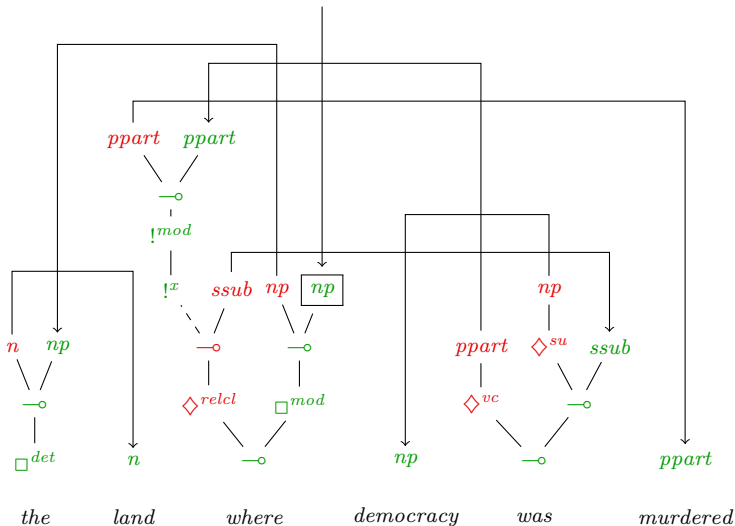 ppart ppart
⊸
!mod
!x ssub np np np
n np ⊸ ⊸ ppart ◇su ssub
⊸ ◇relcl □mod ◇vc ⊸
□det n ⊸ np ⊸ ppart
the land where democracy was murdered